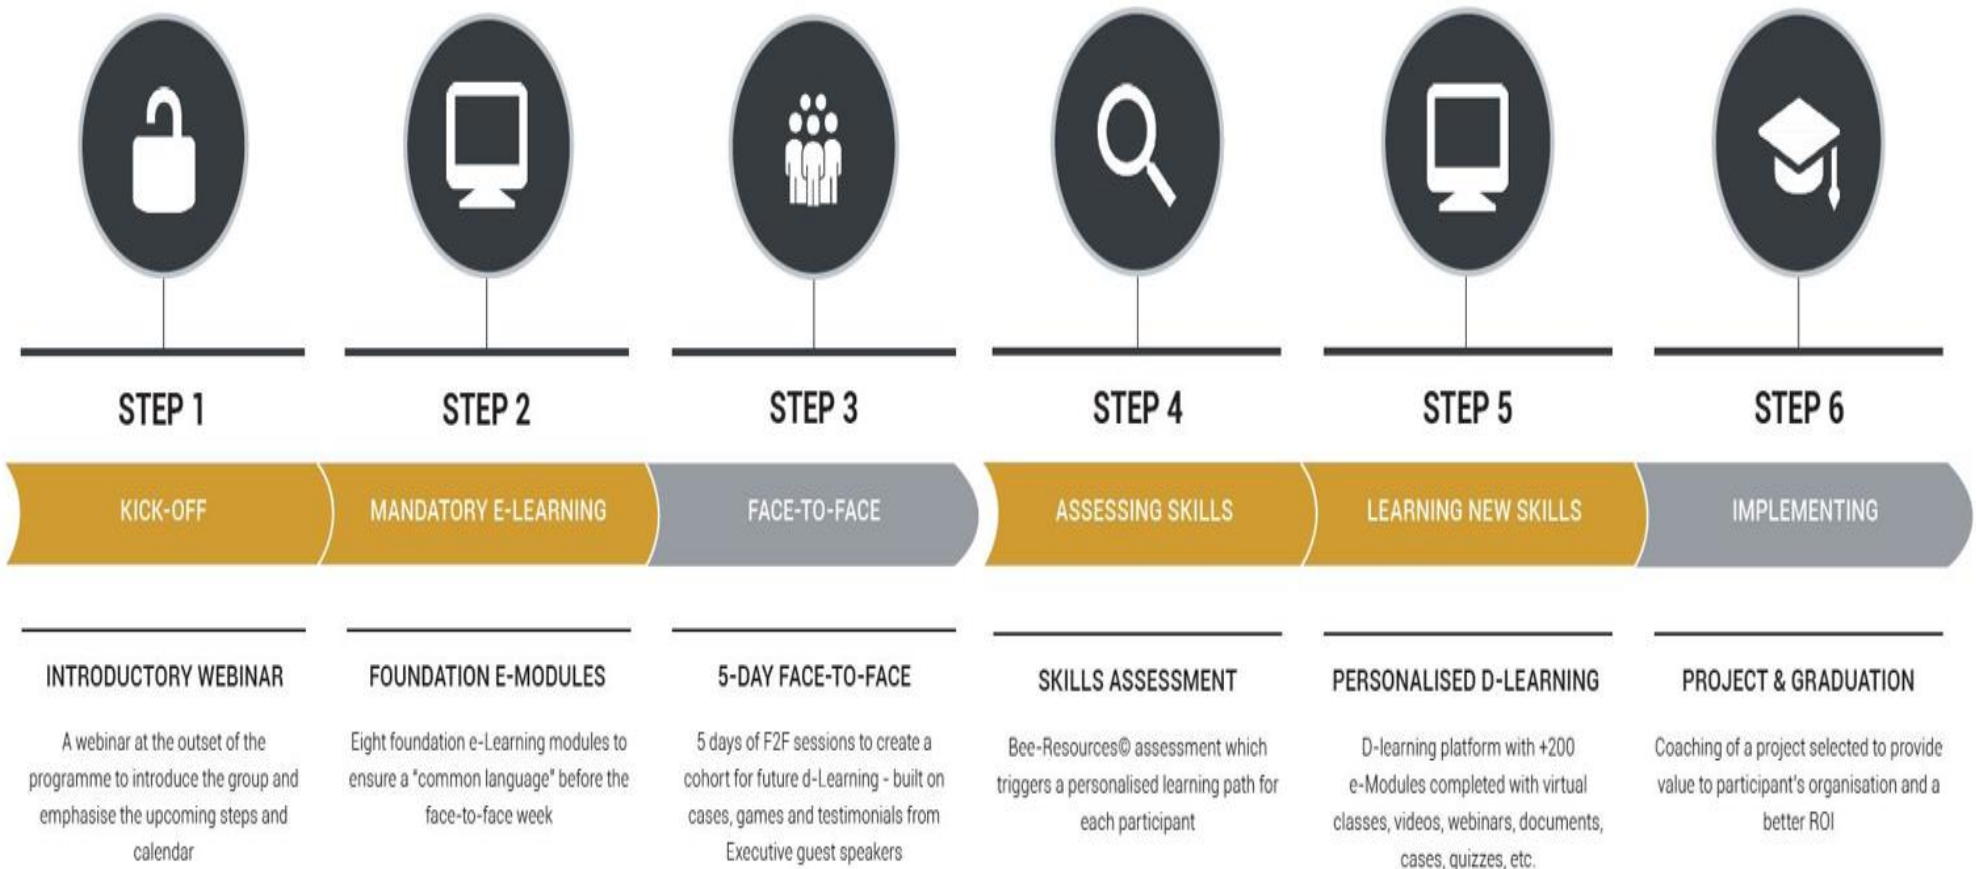 STEP 1
STEP 2
STEP 3
STEP 4
STEP 5
STEP 6
KICK-OFF
MANDATORY E-LEARNING
FACE-TO-FACE
ASSESSING SKILLS
LEARNING NEW SKILLS
IMPLEMENTING
INTRODUCTORY WEBINAR
A webinar at the outset of the
programme to introduce the group and
emphasise the upcoming steps and
calendar
FOUNDATION E-MODULES
Eight foundation e-Learning modules to
ensure a "common language" before the
face-to-face week
5-DAY FACE-TO-FACE
5 days of F2F sessions to create a
cohort for future d-Learning - built on
cases, games and testimonials from
Executive guest speakers
SKILLS ASSESSMENT
Bee-Resources© assessment which
triggers a personalised learning path for
each participant
PERSONALISED D-LEARNING
D-learning platform with +200
e-Modules completed with virtual
classes, videos, webinars, documents,
cases, quizzes, etc.
PROJECT & GRADUATION
Coaching of a project selected to provide
value to participant's organisation and a
better ROI